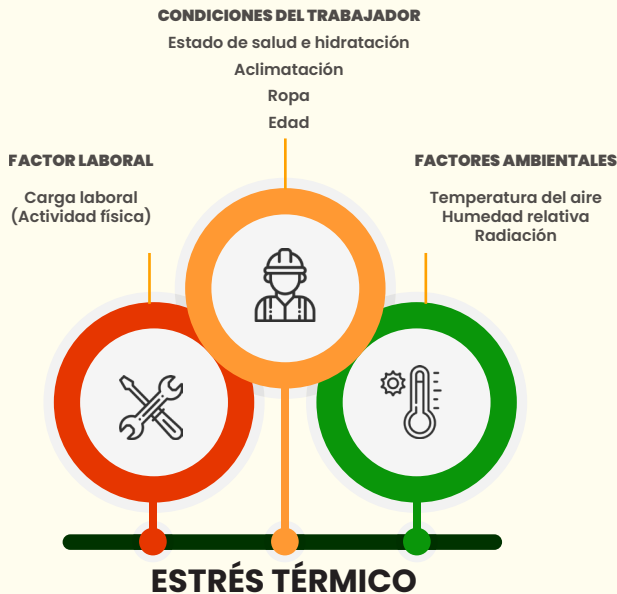 CONDICIONES DEL TRABAJADOR
Estado de salud e hidratación
Aclimatación
Ropa
Edad
FACTOR LABORAL
Carga laboral
(Actividad física)
FACTORES AMBIENTALES
Temperatura del aire
Humedad relativa
Radiación
ESTRÉS TÉRMICO